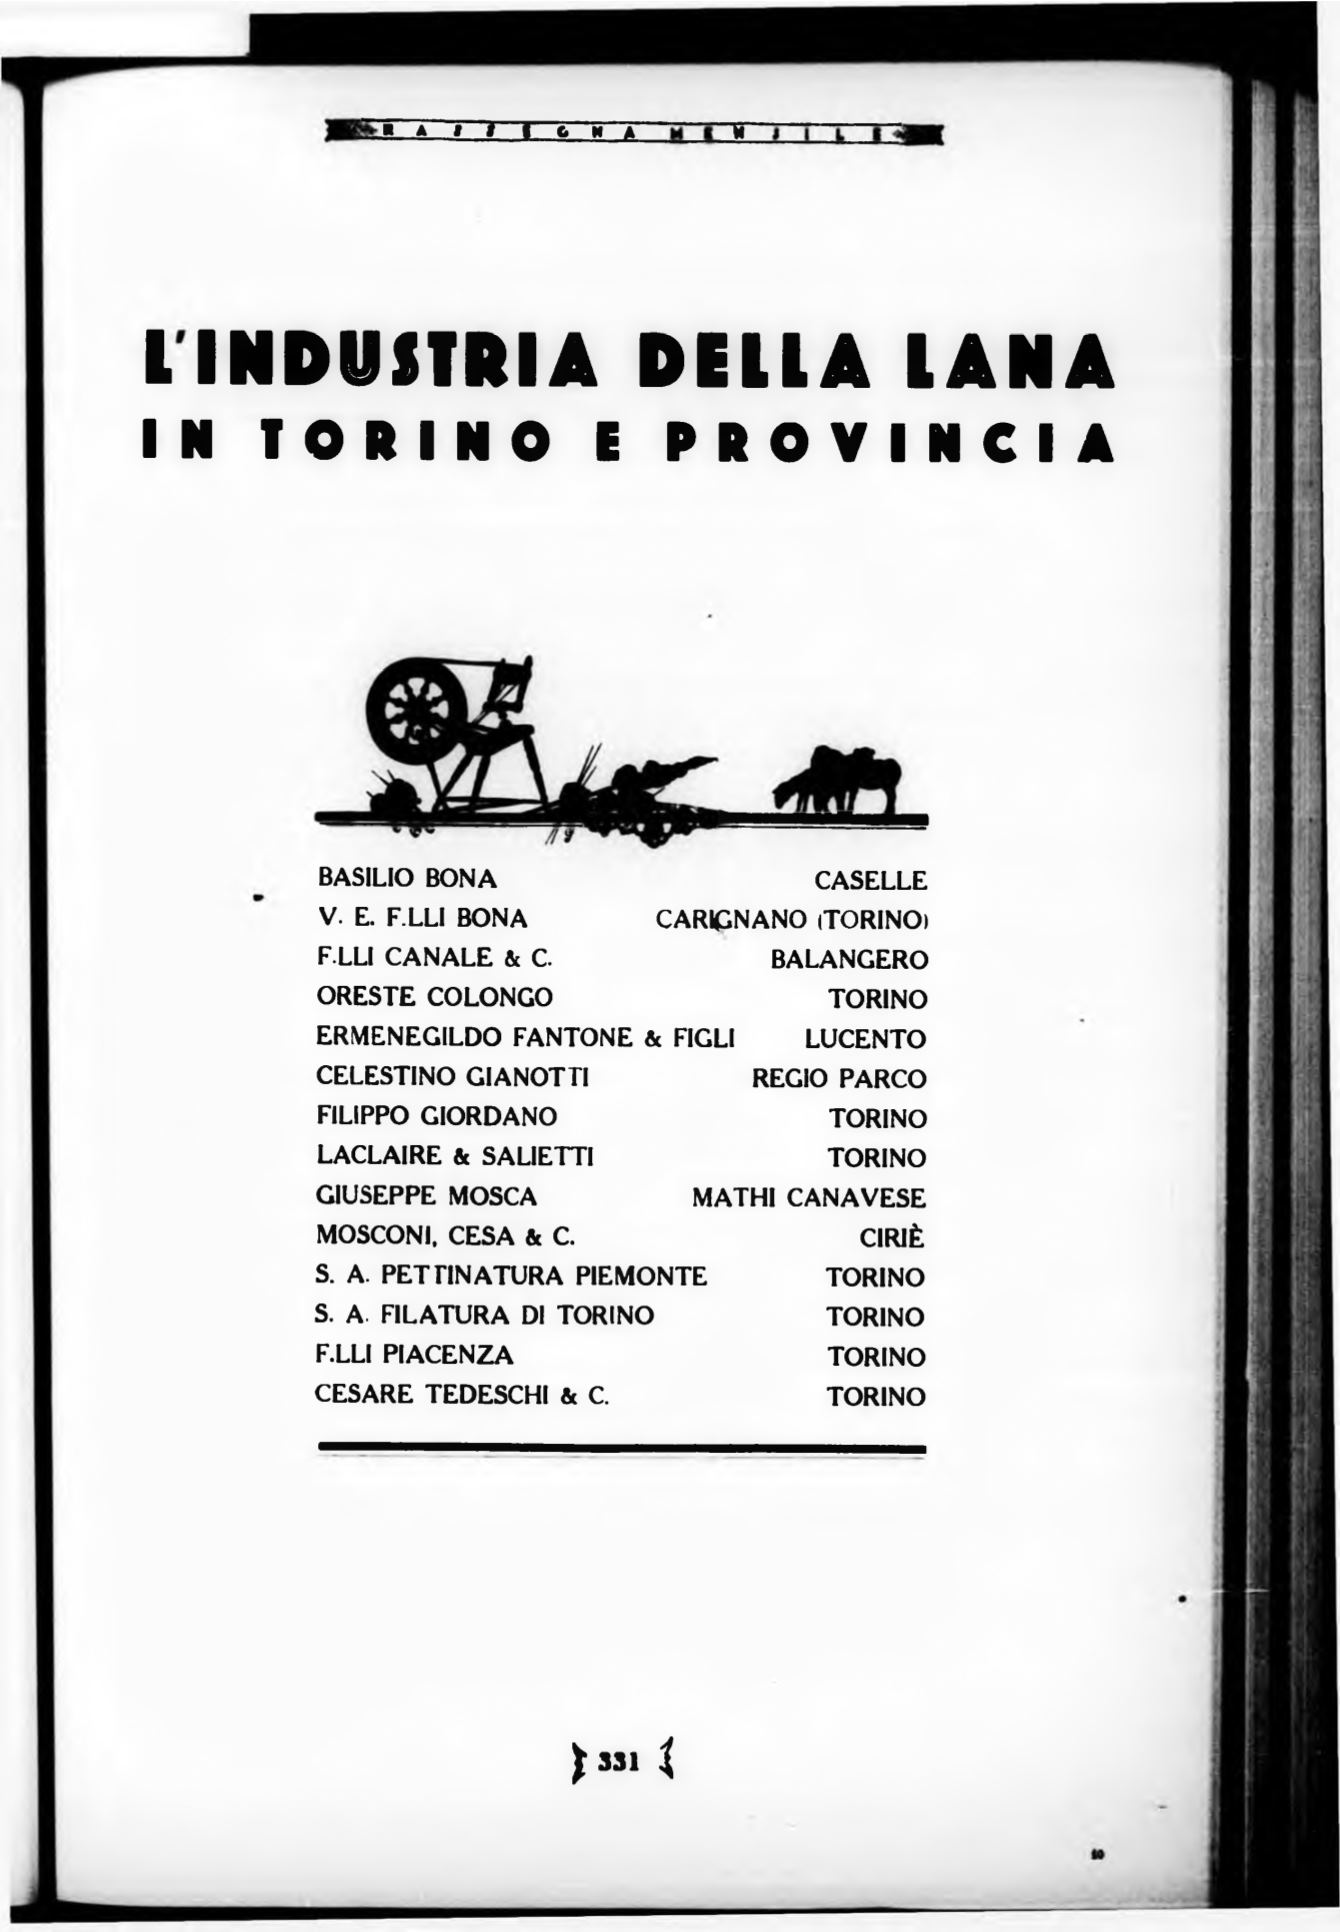 RASSEGNA MENSILE
L'INDUSTRIA DELLA LANA
IN TORINO E PROVINCIA
BASILIO BONA CASELLE
V. E. F.LLI BONA CARIGNANO (TORINO)
F.LLI CANALE & C. BALANGERO
ORESTE COLONGO TORINO
ERMENEGILDO FANTONE & FIGLI LUCENTO
CELESTINO GIANOTTI REGIO PARCO
FILIPPO GIORDANO TORINO
LACLAIRE & SALIETTI TORINO
GIUSEPPE MOSCA MATHI CANAVESE
MOSCONI, CESA & C. CIRIÈ
S. A. PETTINATURA PIEMONTE TORINO
S. A. FILATURA DI TORINO TORINO
F.LLI PIACENZA TORINO
CESARE TEDESCHI & C. TORINO
331